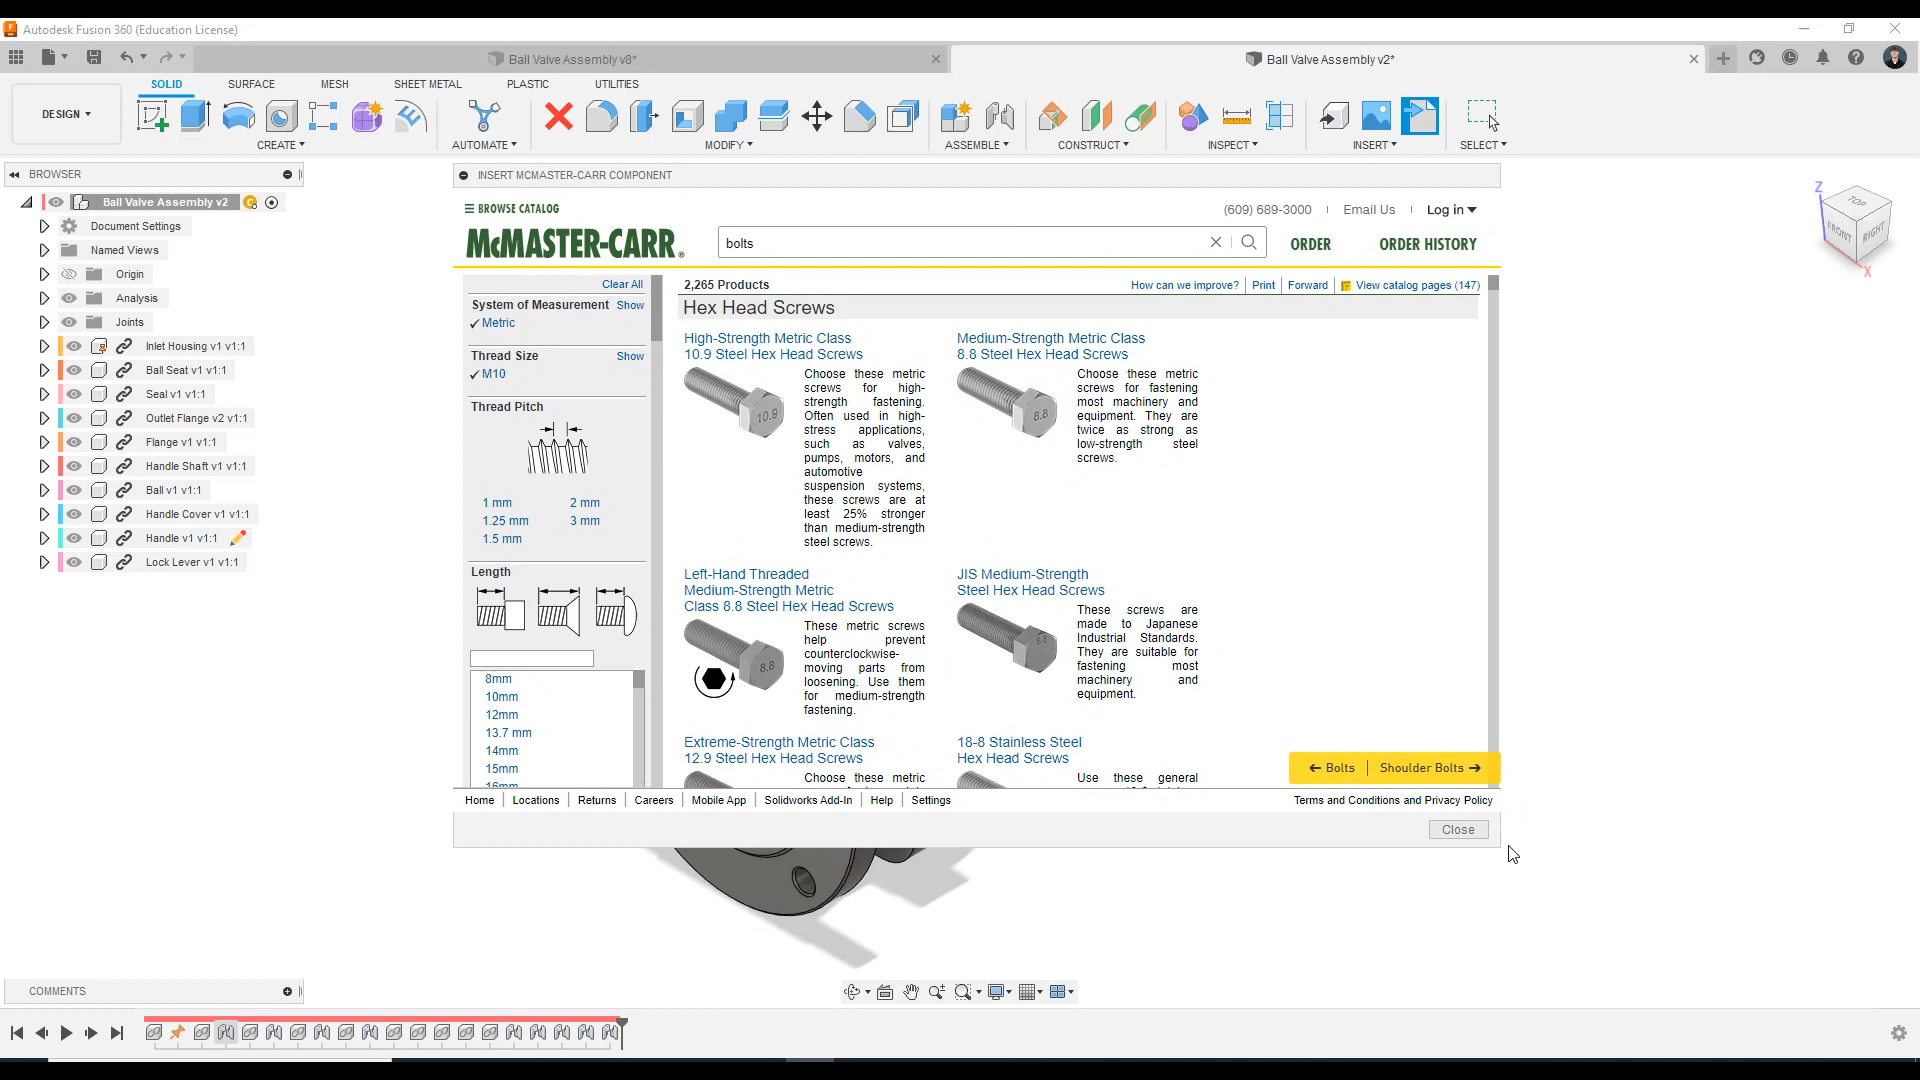 Autodesk Fusion 360 (Education License)
Ball Valve Assembly v8*
Ball Valve Assembly v2*
DESIGN
SOLID
SURFACE
MESH
SHEET METAL
PLASTIC
UTILITIES
CREATE
AUTOMATE
MODIFY
ASSEMBLE
CONSTRUCT
INSPECT
INSERT
SELECT
BROWSER
Ball Valve Assembly v2
Document Settings
Named Views
Origin
Analysis
Joints
Inlet Housing v1 v1:1
Ball Seat v1 v1:1
Seal v1 v1:1
Outlet Flange v2 v1:1
Flange v1 v1:1
Handle Shaft v1 v1:1
Ball v1 v1:1
Handle Cover v1 v1:1
Handle v1 v1:1
Lock Lever v1 v1:1
INSERT MCMASTER-CARR COMPONENT
BROWSE CATALOG
(609) 689-3000
Email Us
Log in
McMASTER-CARR®
bolts
ORDER
ORDER HISTORY
Clear All
System of Measurement Show
Metric
Thread Size Show
M10
Thread Pitch
1 mm 2 mm
1.25 mm 3 mm
1.5 mm
Length
8mm
10mm
12mm
13.7 mm
14mm
15mm
16mm
2,265 Products
How can we improve?
Print
Forward
View catalog pages (147)
Hex Head Screws
High-Strength Metric Class
10.9 Steel Hex Head Screws
10.9
Choose these metric
screws for high-
strength fastening.
Often used in high-
stress applications,
such as valves,
pumps, motors, and
automotive
suspension systems,
these screws are at
least 25% stronger
than medium-strength
steel screws.
Medium-Strength Metric Class
8.8 Steel Hex Head Screws
8.8
Choose these metric
screws for fastening
most machinery and
equipment. They are
twice as strong as
low-strength steel
screws.
Left-Hand Threaded
Medium-Strength Metric
Class 8.8 Steel Hex Head Screws
8.8
These metric screws
help prevent
counterclockwise-
moving parts from
loosening. Use them
for medium-strength
fastening.
JIS Medium-Strength
Steel Hex Head Screws
8.8
These screws are
made to Japanese
Industrial Standards.
They are suitable for
fastening most
machinery and
equipment.
Extreme-Strength Metric Class
12.9 Steel Hex Head Screws
Choose these metric
18-8 Stainless Steel
Hex Head Screws
Use these general
Bolts
Shoulder Bolts
Home
Locations
Returns
Careers
Mobile App
Solidworks Add-In
Help
Settings
Terms and Conditions and Privacy Policy
Close
TOP
FRONT
RIGHT
Z
X
COMMENTS